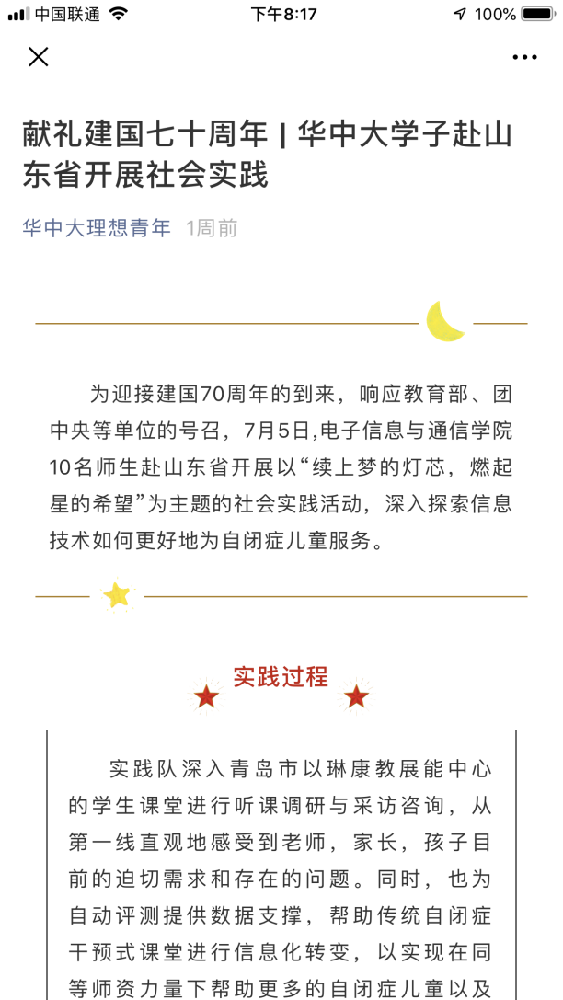 中国联通
下午8:17
100%
献礼建国七十周年 | 华中大学子赴山
东省开展社会实践
华中大理想青年 1周前
为迎接建国70周年的到来，响应教育部、团
中央等单位的号召，7月5日,电子信息与通信学院
10名师生赴山东省开展以“续上梦的灯芯，燃起
星的希望”为主题的社会实践活动，深入探索信息
技术如何更好地为自闭症儿童服务。
实践过程
实践队深入青岛市以琳康教展能中心
的学生课堂进行听课调研与采访咨询，从
第一线直观地感受到老师，家长，孩子目
前的迫切需求和存在的问题。同时，也为
自动评测提供数据支撑，帮助传统自闭症
干预式课堂进行信息化转变，以实现在同
等师资力量下帮助更多的自闭症儿童以及